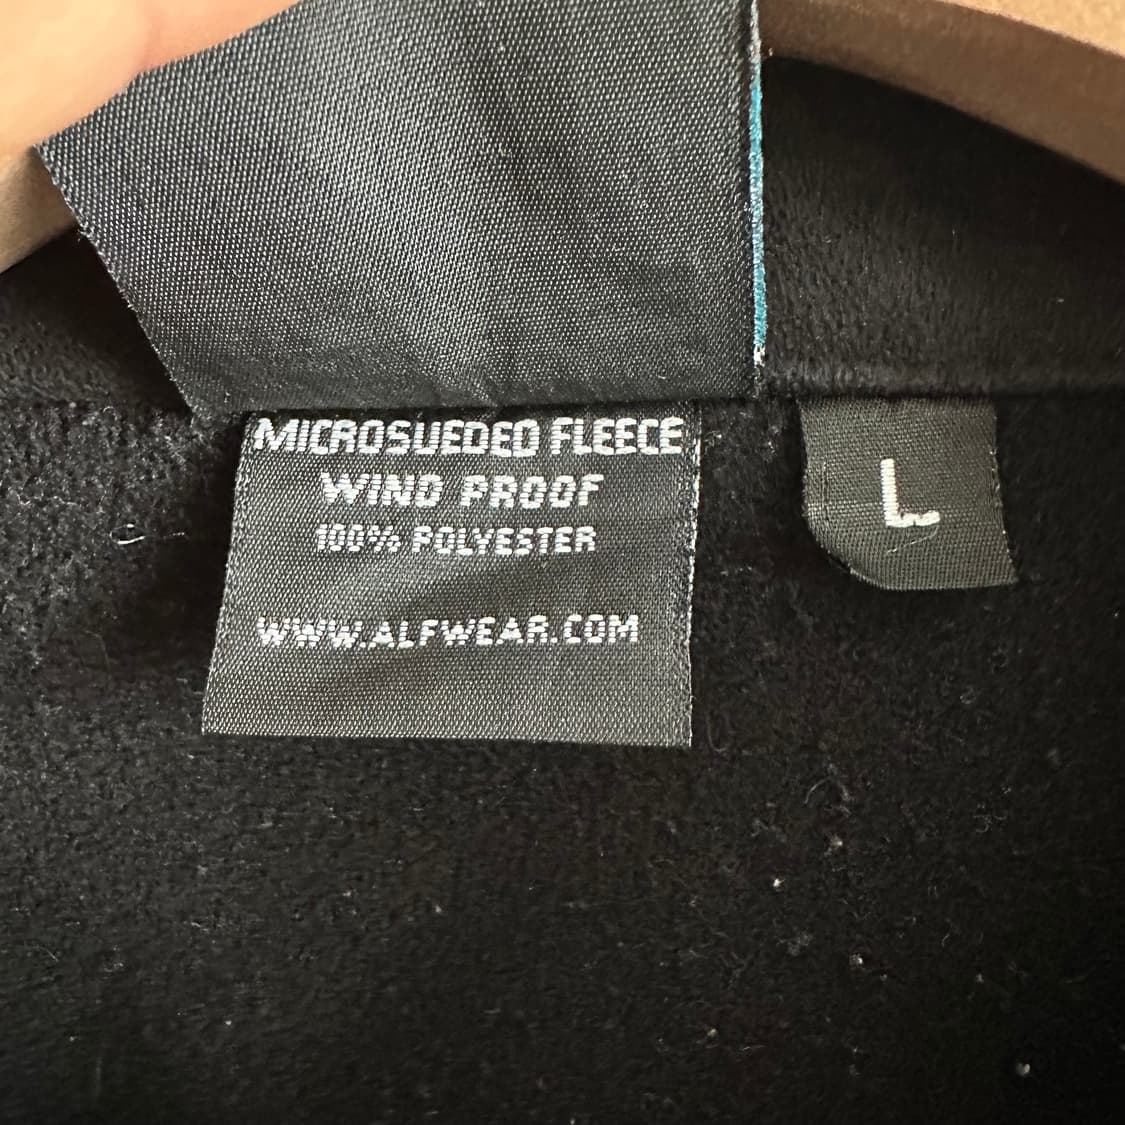 MICROSUEDED FLEECE
WIND PROOF
100% POLYESTER
WWW.ALFWEAR.COM
L